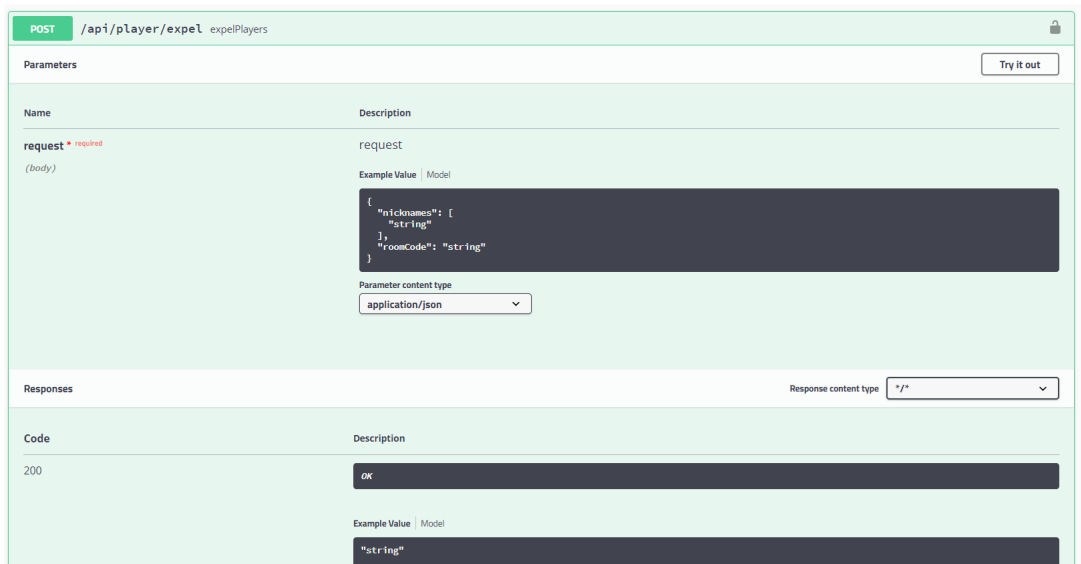 POST /api/player/expel expelPlayers
Parameters Try it out
Name Description
request * required request
(body)
Example Value Model
{
"nicknames": [
"string"
],
"roomCode": "string"
}
Parameter content type
application/json
Responses Response content type */*
Code Description
200 OK
Example Value Model
"string"